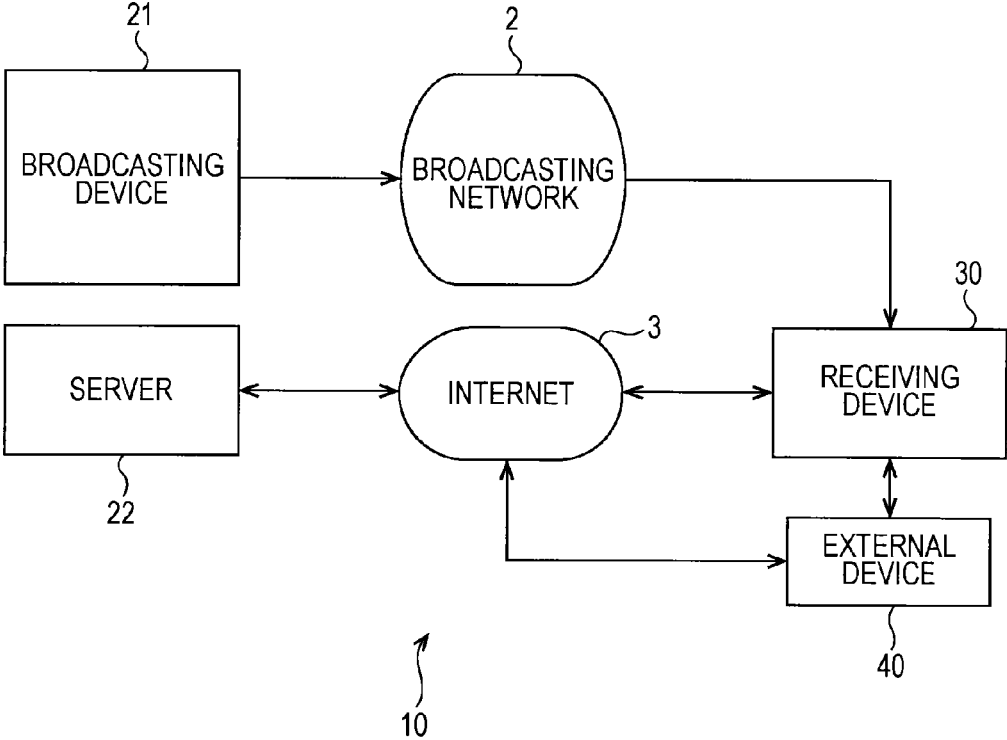 21
2
BROADCASTING
DEVICE
BROADCASTING
NETWORK
30
3
SERVER
INTERNET
RECEIVING
DEVICE
22
EXTERNAL
DEVICE
40
10